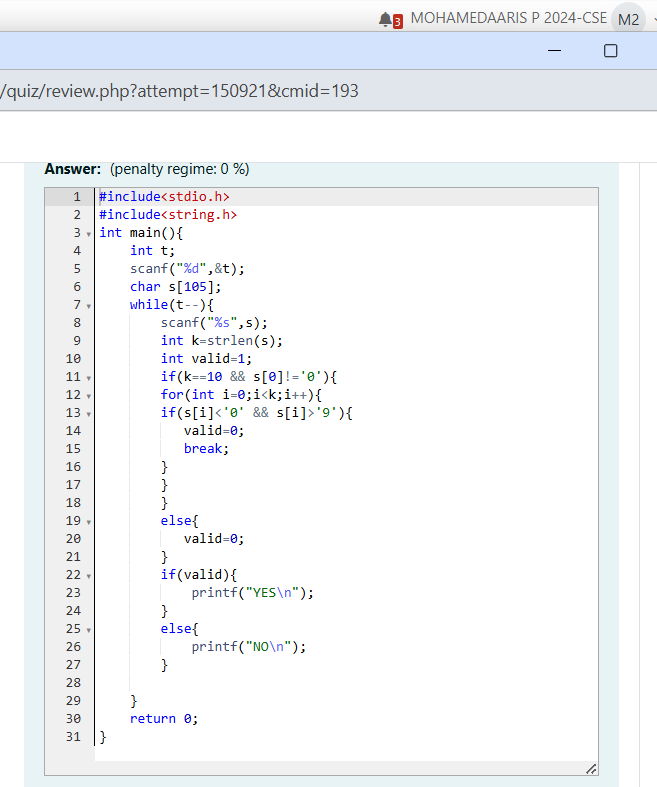 3 MOHAMEDAARIS P 2024-CSE M2
/quiz/review.php?attempt=150921&cmid=193
Answer: (penalty regime: 0 %)
1 #include<stdio.h>
2 #include<string.h>
3 int main(){
4 int t;
5 scanf("%d",&t);
6 char s[105];
7 while(t--){
8 scanf("%s",s);
9 int k=strlen(s);
10 int valid=1;
11 if(k==10 && s[0]!='0'){
12 for(int i=0;i<k;i++){
13 if(s[i]<'0' && s[i]>'9'){
14 valid=0;
15 break;
16 }
17 }
18 }
19 else{
20 valid=0;
21 }
22 if(valid){
23 printf("YES\n");
24 }
25 else{
26 printf("NO\n");
27 }
28
29 }
30 return 0;
31 }